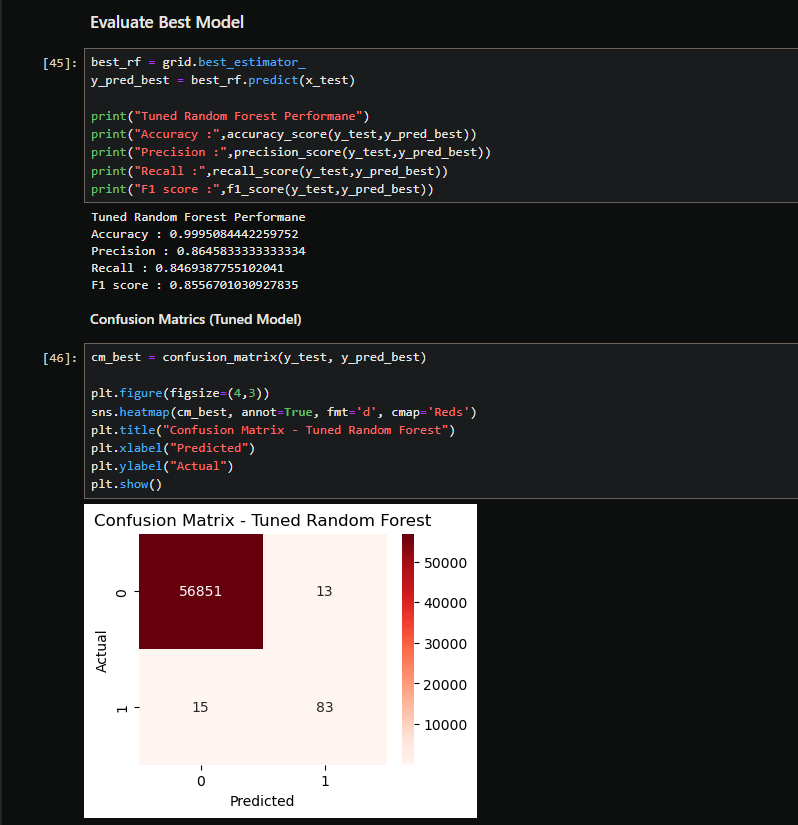 Evaluate Best Model
[45]:
best_rf = grid.best_estimator_
y_pred_best = best_rf.predict(x_test)
print("Tuned Random Forest Performane")
print("Accuracy :",accuracy_score(y_test,y_pred_best))
print("Precision :",precision_score(y_test,y_pred_best))
print("Recall :",recall_score(y_test,y_pred_best))
print("F1 score :",f1_score(y_test,y_pred_best))
Tuned Random Forest Performane
Accuracy : 0.9995084442259752
Precision : 0.8645833333333334
Recall : 0.8469387755102041
F1 score : 0.8556701030927835
Confusion Matrics (Tuned Model)
[46]:
cm_best = confusion_matrix(y_test, y_pred_best)
plt.figure(figsize=(4,3))
sns.heatmap(cm_best, annot=True, fmt='d', cmap='Reds')
plt.title("Confusion Matrix - Tuned Random Forest")
plt.xlabel("Predicted")
plt.ylabel("Actual")
plt.show()
Confusion Matrix - Tuned Random Forest
Actual
0
1
56851
13
15
83
0
1
Predicted
50000
40000
30000
20000
10000